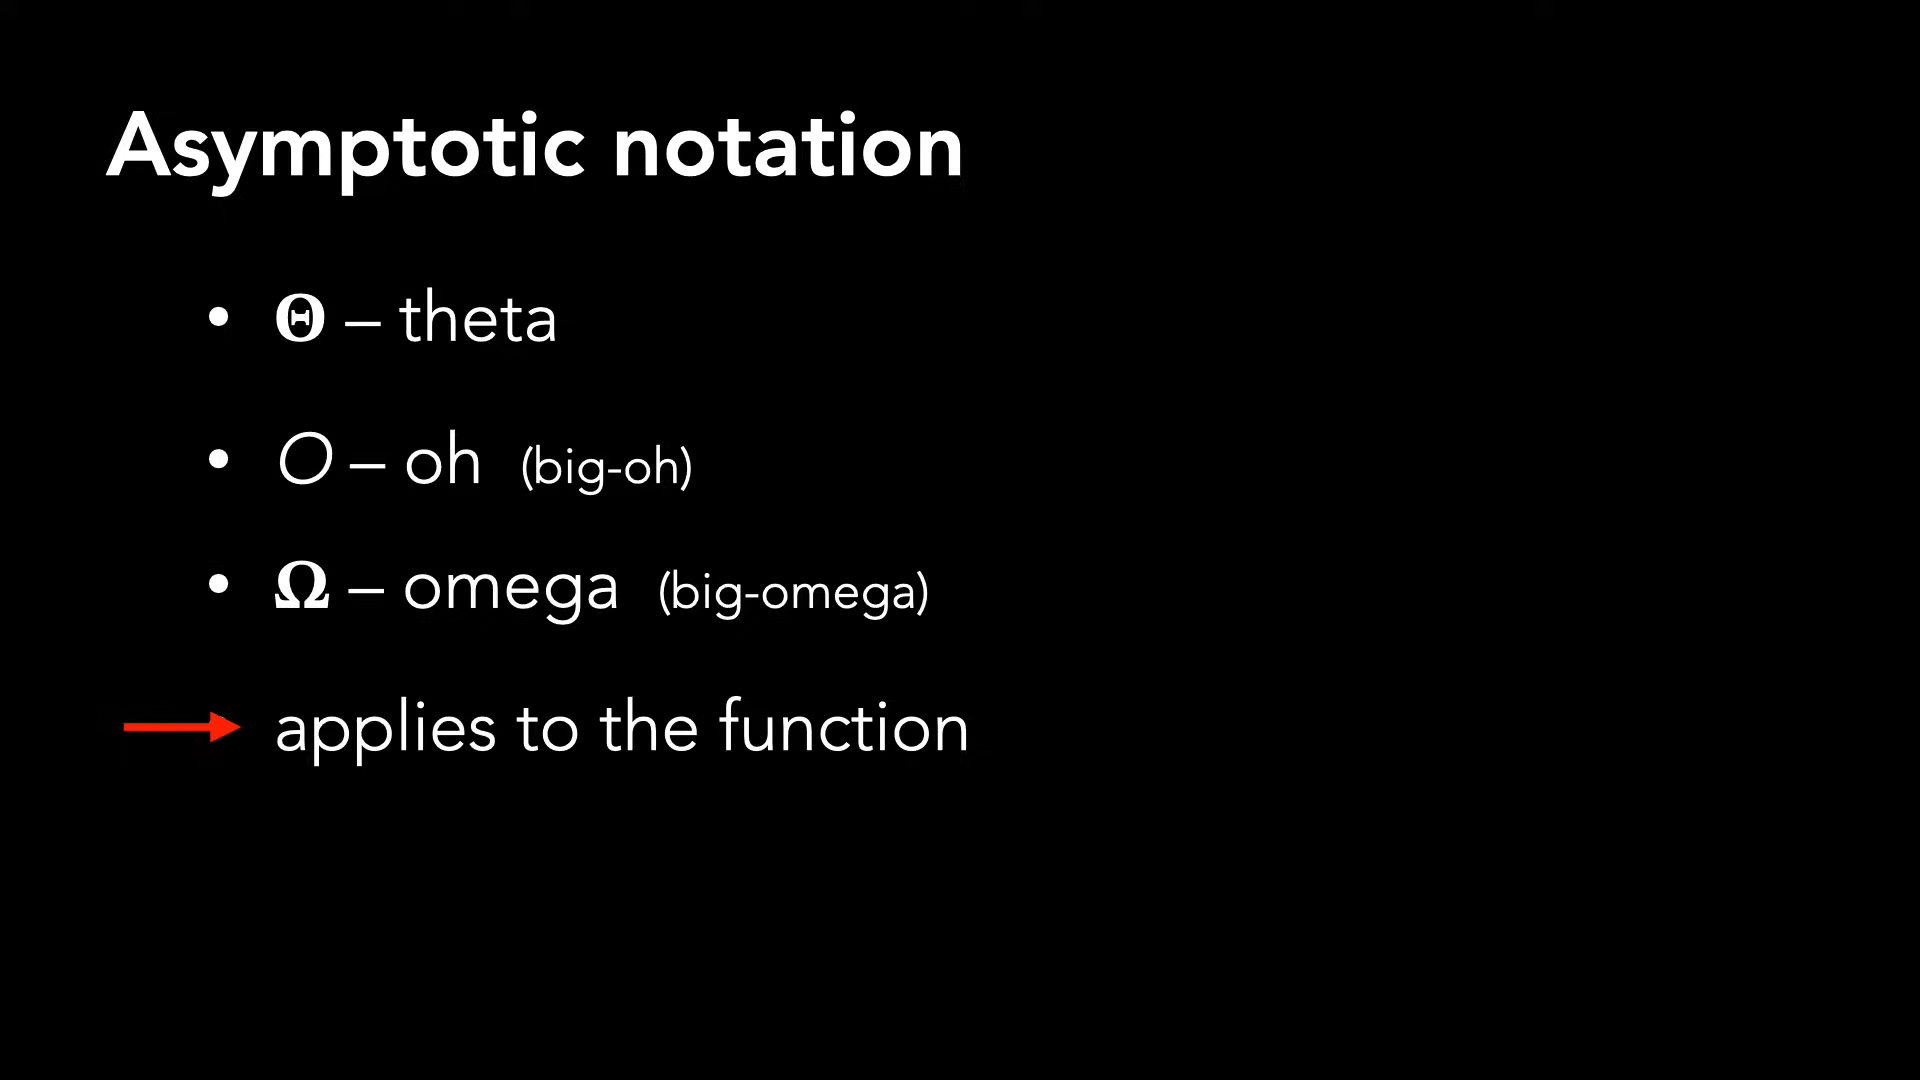 Asymptotic notation
• Θ – theta
• O – oh (big-oh)
• Ω – omega (big-omega)
applies to the function